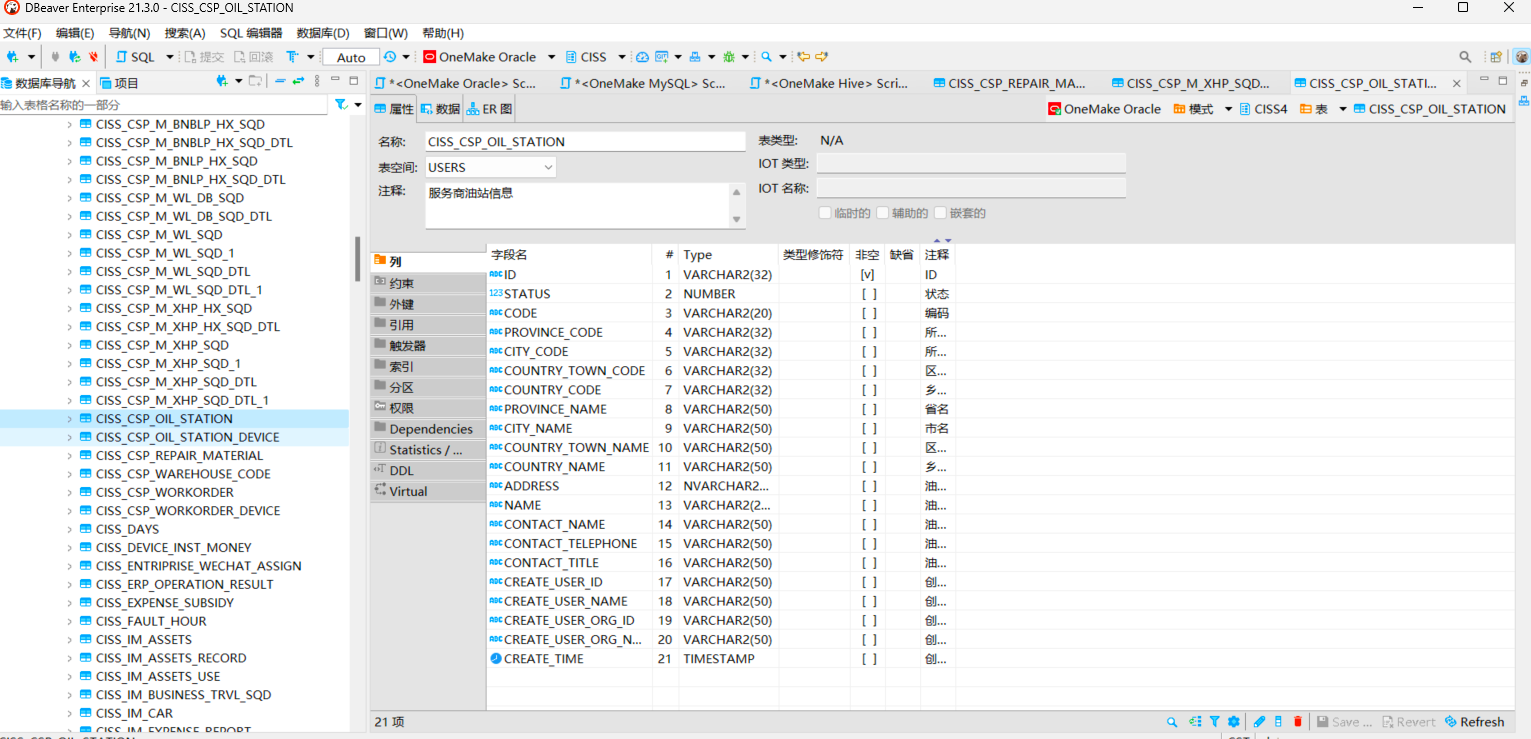 DBeaver Enterprise 21.3.0 - CISS_CSP_OIL_STATION
文件(F) 编辑(E) 导航(N) 搜索(A) SQL 编辑器 数据库(D) 窗口(W) 帮助(H)
SQL 提交 回滚 Auto OneMake Oracle CISS
数据库导航 项目
输入表格名称的一部分
CISS_CSP_M_BNBLP_HX_SQD
CISS_CSP_M_BNBLP_HX_SQD_DTL
CISS_CSP_M_BNLP_HX_SQD
CISS_CSP_M_BNLP_HX_SQD_DTL
CISS_CSP_M_WL_DB_SQD
CISS_CSP_M_WL_DB_SQD_DTL
CISS_CSP_M_WL_SQD
CISS_CSP_M_WL_SQD_1
CISS_CSP_M_WL_SQD_DTL
CISS_CSP_M_WL_SQD_DTL_1
CISS_CSP_M_XHP_HX_SQD
CISS_CSP_M_XHP_HX_SQD_DTL
CISS_CSP_M_XHP_SQD
CISS_CSP_M_XHP_SQD_1
CISS_CSP_M_XHP_SQD_DTL
CISS_CSP_M_XHP_SQD_DTL_1
CISS_CSP_OIL_STATION
CISS_CSP_OIL_STATION_DEVICE
CISS_CSP_REPAIR_MATERIAL
CISS_CSP_WAREHOUSE_CODE
CISS_CSP_WORKORDER
CISS_CSP_WORKORDER_DEVICE
CISS_DAYS
CISS_DEVICE_INST_MONEY
CISS_ENTRIPRISE_WECHAT_ASSIGN
CISS_ERP_OPERATION_RESULT
CISS_EXPENSE_SUBSIDY
CISS_FAULT_HOUR
CISS_IM_ASSETS
CISS_IM_ASSETS_RECORD
CISS_IM_ASSETS_USE
CISS_IM_BUSINESS_TRVL_SQD
CISS_IM_CAR
CISS_IM_EXPENSE_REPORT
*<OneMake Oracle> Sc... *<OneMake MySQL> Sc... *<OneMake Hive> Scri... CISS_CSP_REPAIR_MA... CISS_CSP_M_XHP_SQD... CISS_CSP_OIL_STATI...
属性 数据 ER 图 OneMake Oracle 模式 CISS4 表 CISS_CSP_OIL_STATION
名称: CISS_CSP_OIL_STATION 表类型: N/A
表空间: USERS IOT 类型:
注释: 服务商油站信息 IOT 名称:
临时的 辅助的 嵌套的
列
约束
外键
引用
触发器
索引
分区
权限
Dependencies
Statistics / ...
DDL
Virtual
字段名 # Type 类型修饰符 非空 缺省 注释
ID 1 VARCHAR2(32) [v] ID
STATUS 2 NUMBER [ ] 状态
CODE 3 VARCHAR2(20) [ ] 编码
PROVINCE_CODE 4 VARCHAR2(32) [ ] 所...
CITY_CODE 5 VARCHAR2(32) [ ] 所...
COUNTRY_TOWN_CODE 6 VARCHAR2(32) [ ] 区...
COUNTRY_CODE 7 VARCHAR2(32) [ ] 乡...
PROVINCE_NAME 8 VARCHAR2(50) [ ] 省名
CITY_NAME 9 VARCHAR2(50) [ ] 市名
COUNTRY_TOWN_NAME 10 VARCHAR2(50) [ ] 区...
COUNTRY_NAME 11 VARCHAR2(50) [ ] 乡...
ADDRESS 12 NVARCHAR2... [ ] 油...
NAME 13 VARCHAR2(2... [ ] 油...
CONTACT_NAME 14 VARCHAR2(50) [ ] 油...
CONTACT_TELEPHONE 15 VARCHAR2(50) [ ] 油...
CONTACT_TITLE 16 VARCHAR2(50) [ ] 油...
CREATE_USER_ID 17 VARCHAR2(50) [ ] 创...
CREATE_USER_NAME 18 VARCHAR2(50) [ ] 创...
CREATE_USER_ORG_ID 19 VARCHAR2(50) [ ] 创...
CREATE_USER_ORG_N... 20 VARCHAR2(50) [ ] 创...
CREATE_TIME 21 TIMESTAMP [ ] 创...
21 项 Save ... Revert Refresh